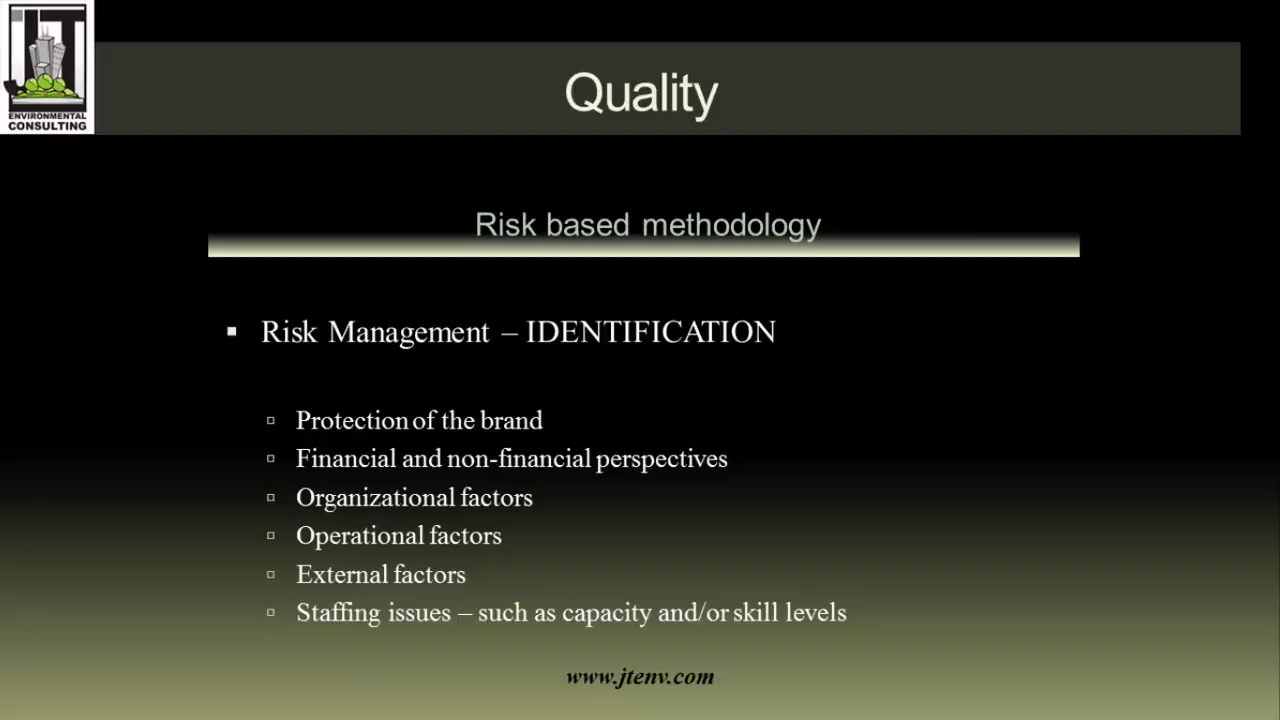 JT
ENVIRONMENTAL
CONSULTING
Quality
Risk based methodology
Risk Management – IDENTIFICATION
Protection of the brand
Financial and non-financial perspectives
Organizational factors
Operational factors
External factors
Staffing issues – such as capacity and/or skill levels
www.jtenv.com